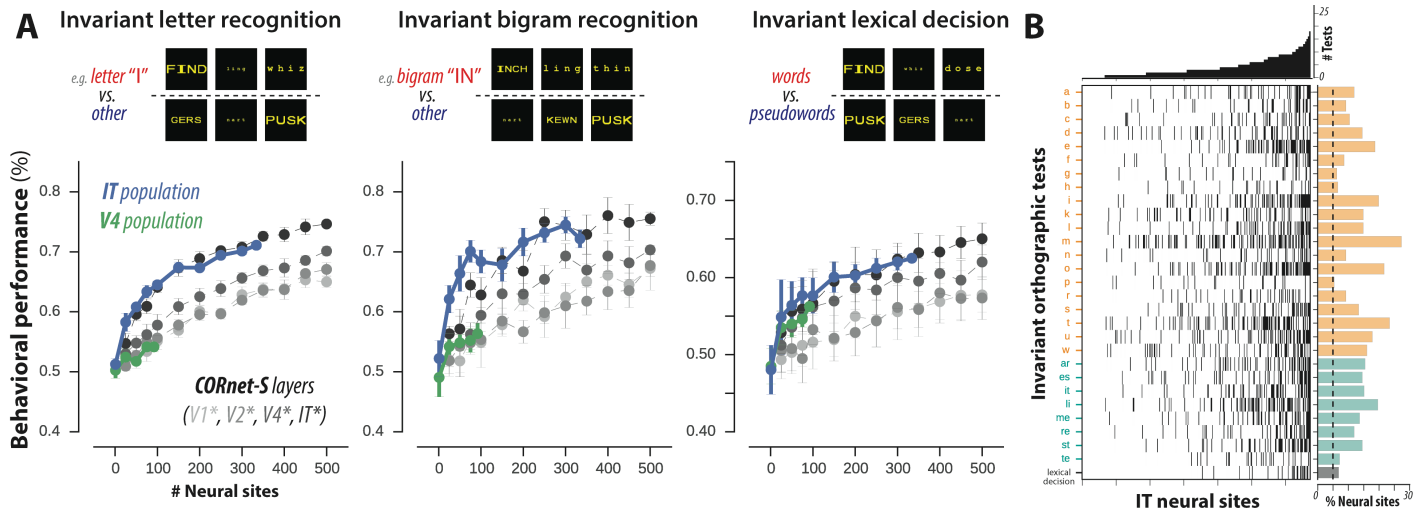 A
Invariant letter recognition
e.g. letter “I”
vs.
other
FIND
ling
whiz
GERS
nert
PUSK
Invariant bigram recognition
e.g. bigram “IN”
vs.
other
INCH
ling
thin
nert
KEWN
PUSK
Invariant lexical decision
words
vs.
pseudowords
FIND
whiz
dose
PUSK
GERS
nert
Behavioral performance (%)
0.8
0.7
0.6
0.5
0.4
IT population
V4 population
CORnet-S layers
(V1*, V2*, V4*, IT*)
0 100 200 300 400 500
# Neural sites
0.8
0.7
0.6
0.5
0.4
0 100 200 300 400 500
0.70
0.60
0.50
0.40
0 100 200 300 400 500
B
25
0
# Tests
Invariant orthographic tests
a
b
c
d
e
f
g
h
i
k
l
m
n
o
p
r
s
t
u
w
ar
es
it
li
me
re
st
te
lexical
decision
IT neural sites
0 30
% Neural sites